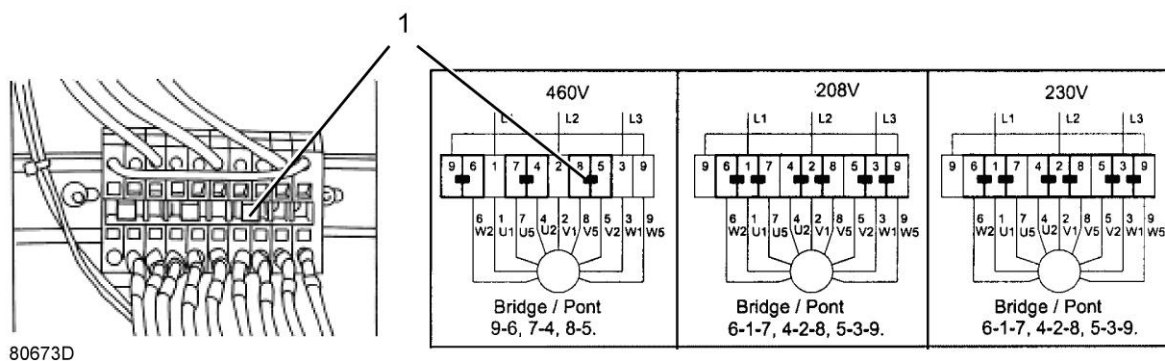 1
460V
L1 L2 L3
9 6 1 7 4 2 8 5 3 9
6 1 7 4 2 8 5 3 9
W2 U1 U5 U2 V1 V5 V2 W1 W5
Bridge / Pont
9-6, 7-4, 8-5.
208V
L1 L2 L3
9 6 1 7 4 2 8 5 3 9
6 1 7 4 2 8 5 3 9
W2 U1 U5 U2 V1 V5 V2 W1 W5
Bridge / Pont
6-1-7, 4-2-8, 5-3-9.
230V
L1 L2 L3
9 6 1 7 4 2 8 5 3 9
6 1 7 4 2 8 5 3 9
W2 U1 U5 U2 V1 V5 V2 W1 W5
Bridge / Pont
6-1-7, 4-2-8, 5-3-9.
80673D